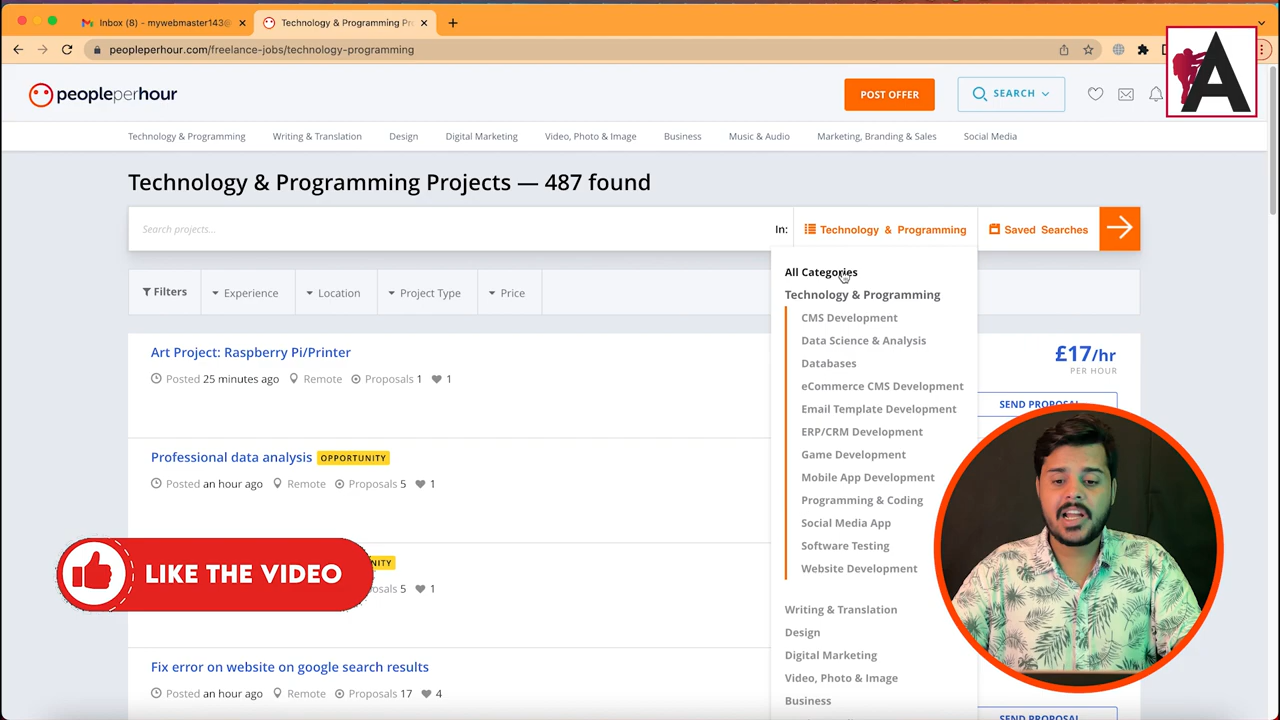 Inbox (8) - mywebmaster143@
Technology & Programming Pr
peopleperhour.com/freelance-jobs/technology-programming
A
peopleperhour
POST OFFER
SEARCH
Technology & Programming
Writing & Translation
Design
Digital Marketing
Video, Photo & Image
Business
Music & Audio
Marketing, Branding & Sales
Social Media
Technology & Programming Projects — 487 found
Search projects...
In:
Technology & Programming
Saved Searches
Filters
Experience
Location
Project Type
Price
All Categories
Technology & Programming
CMS Development
Data Science & Analysis
Databases
eCommerce CMS Development
Email Template Development
ERP/CRM Development
Game Development
Mobile App Development
Programming & Coding
Social Media App
Software Testing
Website Development
Writing & Translation
Design
Digital Marketing
Video, Photo & Image
Business
Art Project: Raspberry Pi/Printer
Posted 25 minutes ago Remote Proposals 1 1
£17/hr
PER HOUR
SEND PROPOSAL
Professional data analysis OPPORTUNITY
Posted an hour ago Remote Proposals 5 1
LIKE THE VIDEO
s 5 1
Fix error on website on google search results
Posted an hour ago Remote Proposals 17 4
SEND PROPOSAL